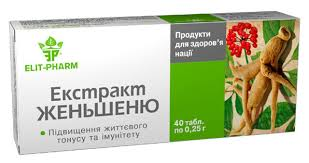 ELIT-PHARM
Продукти
для здоров'я
нації
Екстракт
ЖЕНЬШЕНЮ
40 табл.
по 0,25 г
Підвищення життєвого
тонусу та імунітету